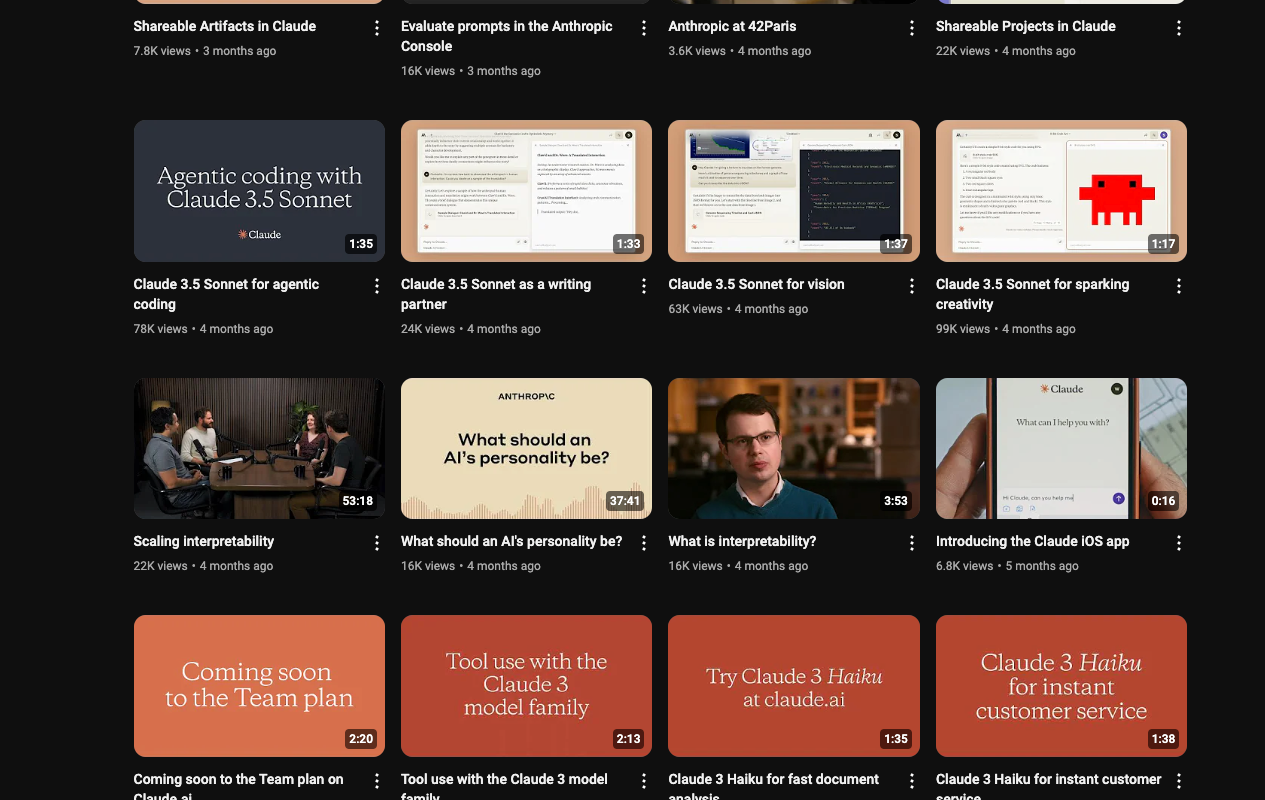 Shareable Artifacts in Claude
7.8K views • 3 months ago
Evaluate prompts in the Anthropic
Console
16K views • 3 months ago
Anthropic at 42Paris
3.6K views • 4 months ago
Shareable Projects in Claude
22K views • 4 months ago
Agentic coding with
Claude 3.5 Sonnet
Claude
1:35
1:33
1:37
1:17
Claude 3.5 Sonnet for agentic
coding
78K views • 4 months ago
Claude 3.5 Sonnet as a writing
partner
24K views • 4 months ago
Claude 3.5 Sonnet for vision
63K views • 4 months ago
Claude 3.5 Sonnet for sparking
creativity
99K views • 4 months ago
53:18
ANTHROP\C
What should an
AI's personality be?
37:41
3:53
Claude
What can I help you with?
Hi Claude, can you help me
0:16
Scaling interpretability
22K views • 4 months ago
What should an AI's personality be?
16K views • 4 months ago
What is interpretability?
16K views • 4 months ago
Introducing the Claude iOS app
6.8K views • 5 months ago
Coming soon
to the Team plan
2:20
Tool use with the
Claude 3
model family
2:13
Try Claude 3 Haiku
at claude.ai
1:35
Claude 3 Haiku
for instant
customer service
1:38
Coming soon to the Team plan on
Claude.ai
Tool use with the Claude 3 model
family
Claude 3 Haiku for fast document
analysis
Claude 3 Haiku for instant customer
service